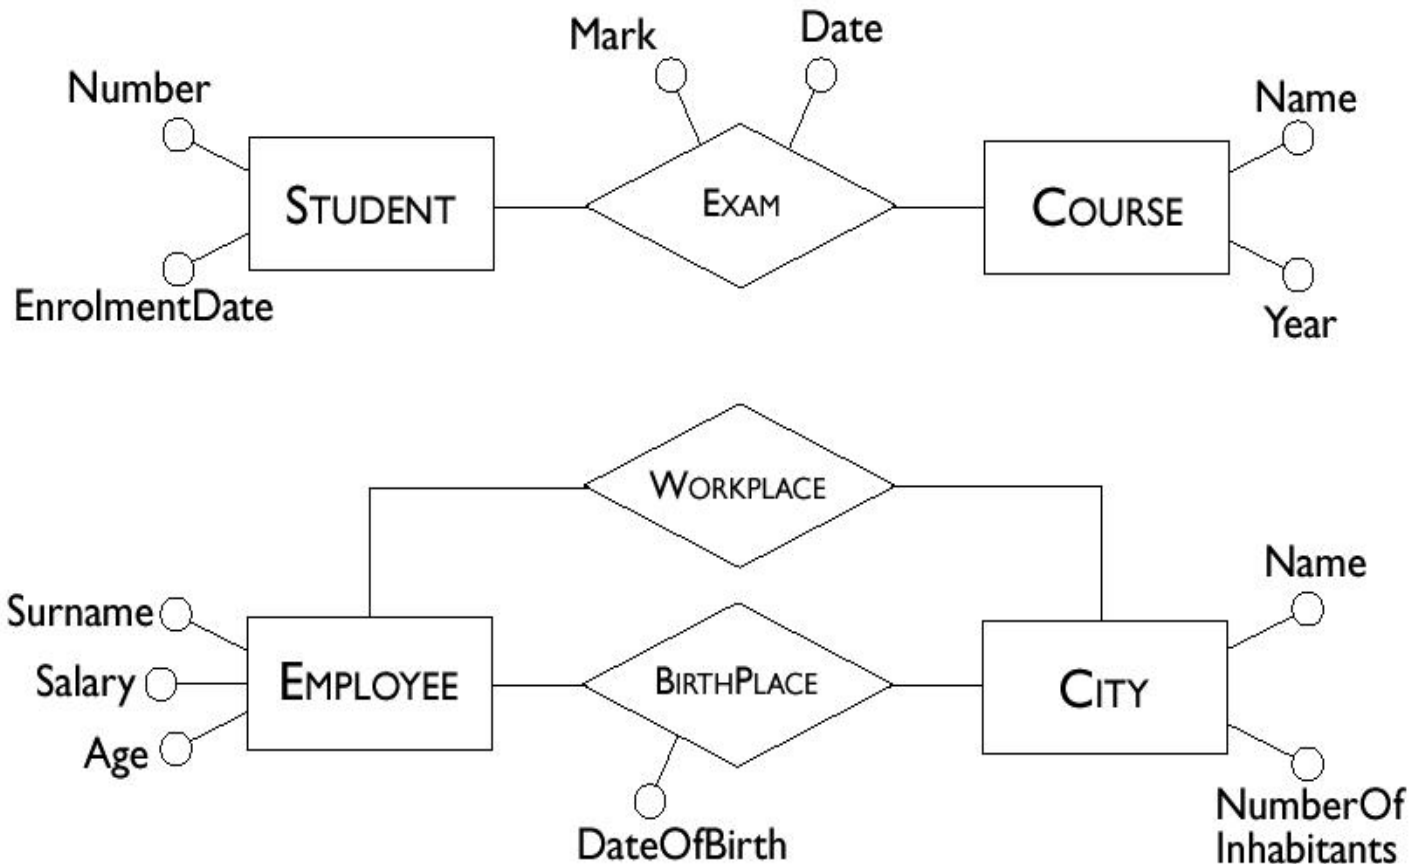 Mark
Date
Number
Name
STUDENT
EXAM
COURSE
EnrolmentDate
Year
WORKPLACE
Name
Surname
Salary
EMPLOYEE
BIRTHPLACE
CITY
Age
DateOfBirth
NumberOf
Inhabitants